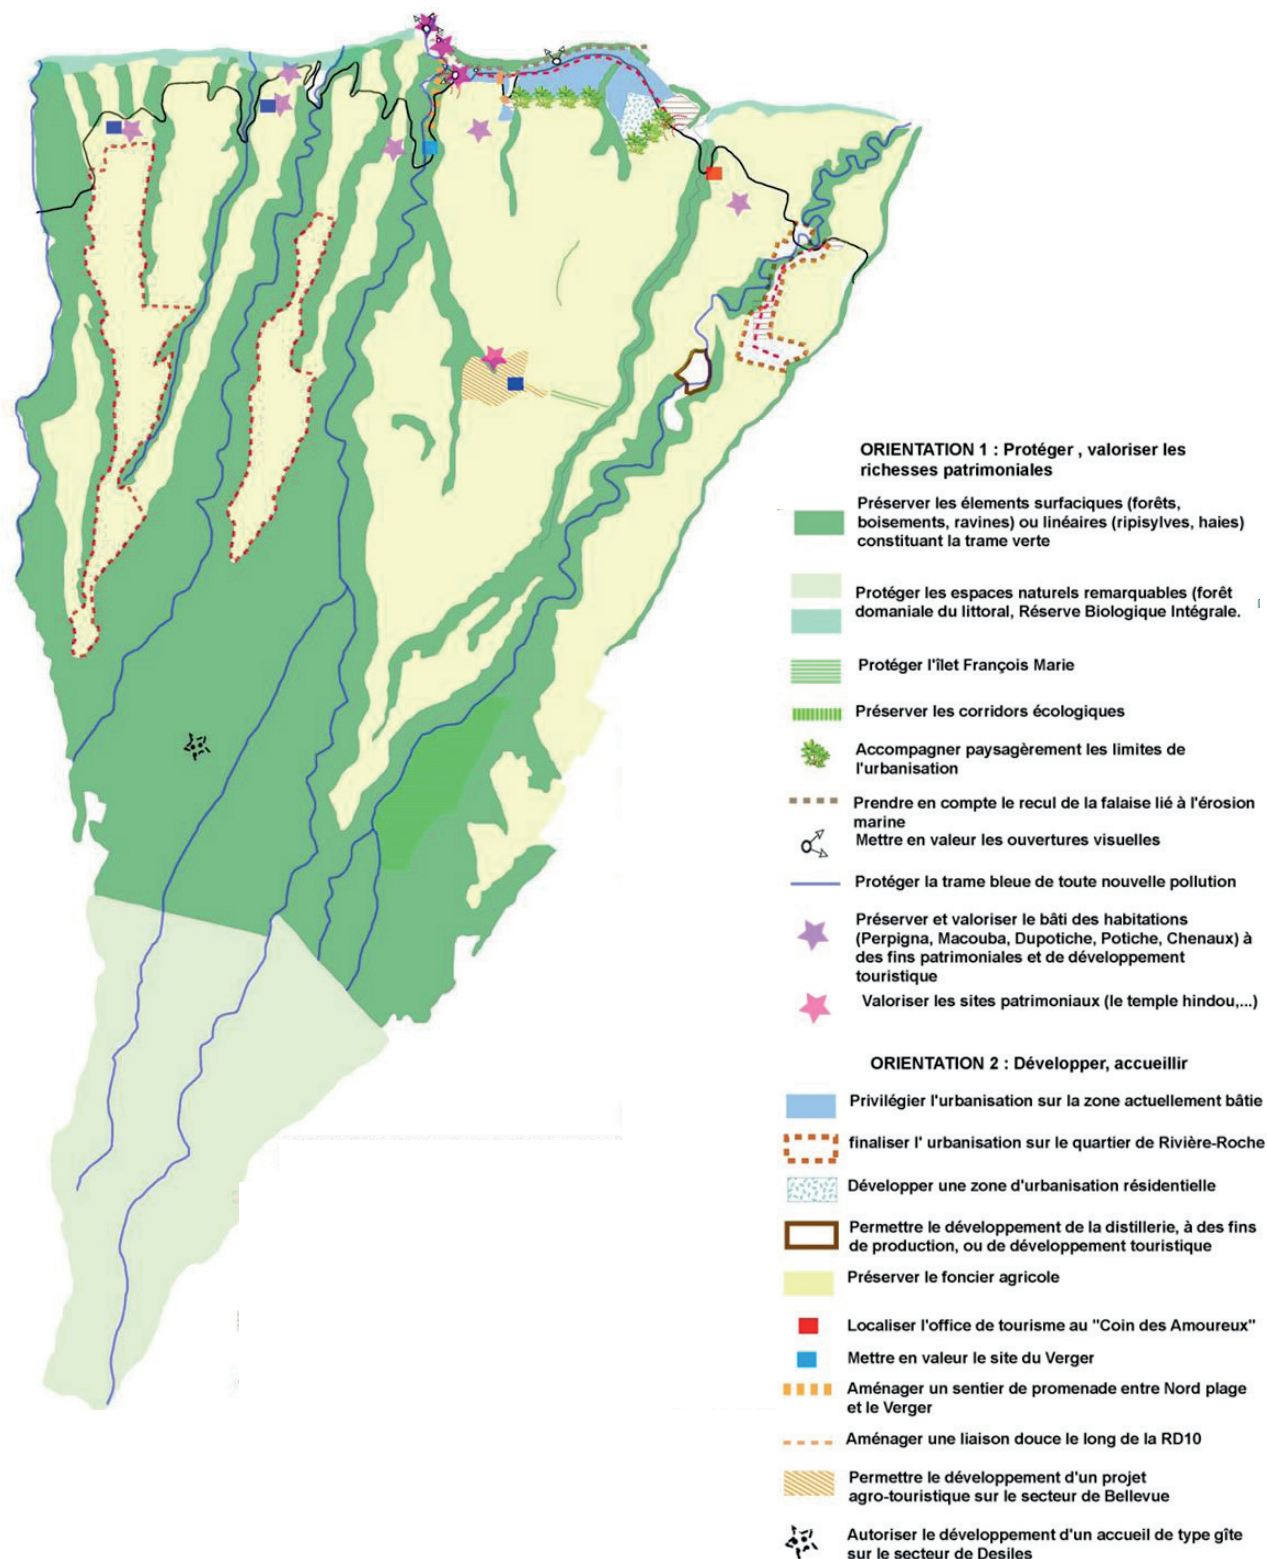 ORIENTATION 1 : Protéger , valoriser les
richesses patrimoniales
Préserver les élements surfaciques (forêts,
boisements, ravines) ou linéaires (ripisylves, haies)
constituant la trame verte
Protéger les espaces naturels remarquables (forêt
domaniale du littoral, Réserve Biologique Intégrale.
Protéger l'îlet François Marie
Préserver les corridors écologiques
Accompagner paysagèrement les limites de
l'urbanisation
Prendre en compte le recul de la falaise lié à l'érosion
marine
Mettre en valeur les ouvertures visuelles
Protéger la trame bleue de toute nouvelle pollution
Préserver et valoriser le bâti des habitations
(Perpigna, Macouba, Dupotiche, Potiche, Chenaux) à
des fins patrimoniales et de développement
touristique
Valoriser les sites patrimoniaux (le temple hindou,...)
ORIENTATION 2 : Développer, accueillir
Privilégier l'urbanisation sur la zone actuellement bâtie
finaliser l' urbanisation sur le quartier de Rivière-Roche
Développer une zone d'urbanisation résidentielle
Permettre le développement de la distillerie, à des fins
de production, ou de développement touristique
Préserver le foncier agricole
Localiser l'office de tourisme au "Coin des Amoureux"
Mettre en valeur le site du Verger
Aménager un sentier de promenade entre Nord plage
et le Verger
Aménager une liaison douce le long de la RD10
Permettre le développement d'un projet
agro-touristique sur le secteur de Bellevue
Autoriser le développement d'un accueil de type gîte
sur le secteur de Desiles